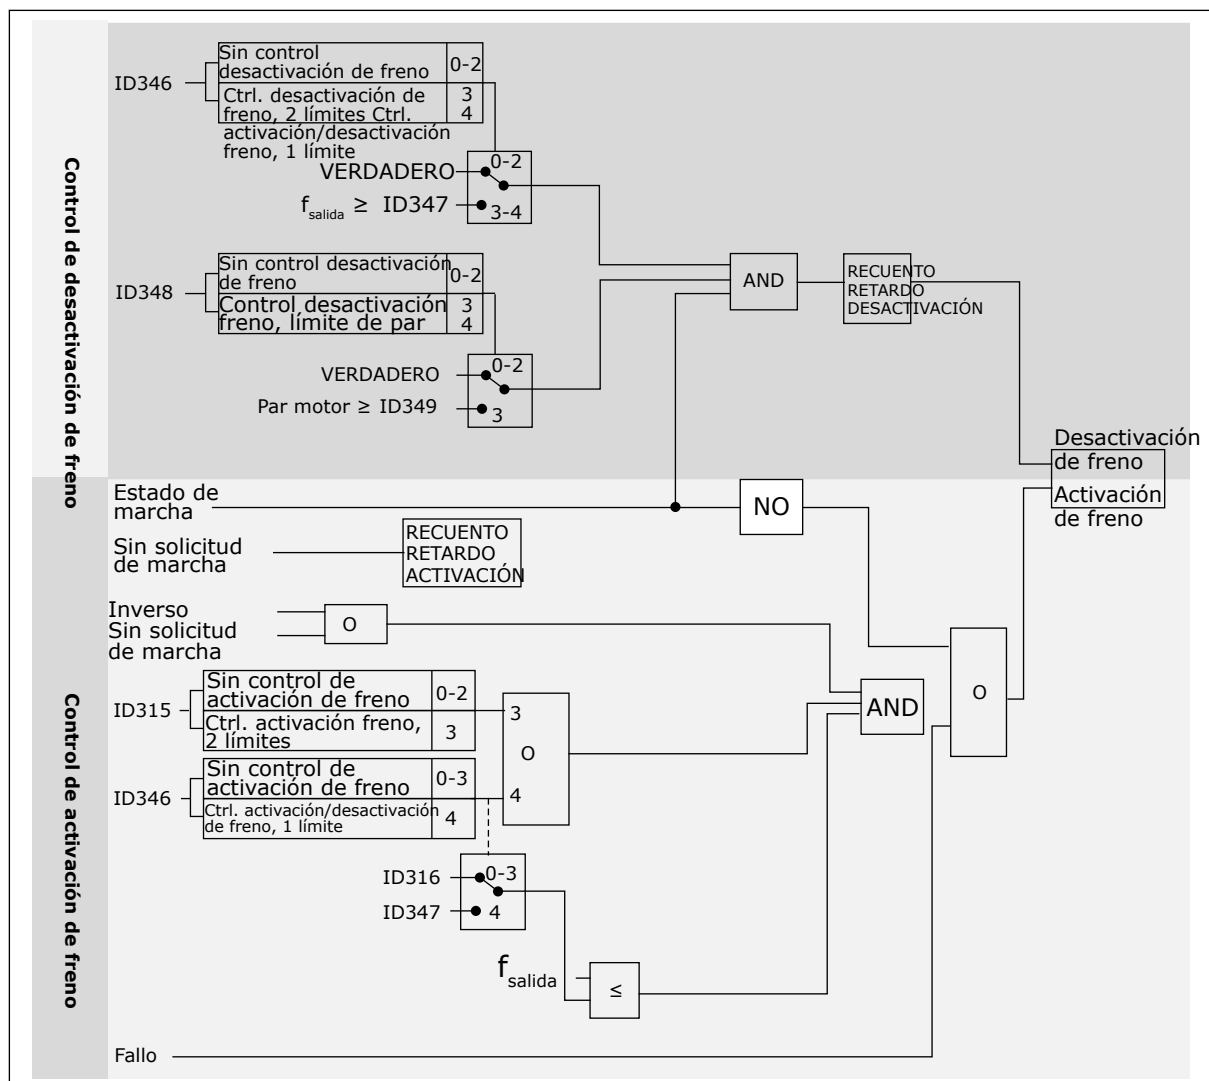 Control de desactivación de freno
Sin control
desactivación de freno
0-2
ID346
Ctrl. desactivación de
freno, 2 límites Ctrl.
activación/desactivación
freno, 1 límite
3
4
VERDADERO
0-2
f salida ≥ ID347
3-4
Sin control desactivación
de freno
0-2
ID348
Control desactivación
freno, límite de par
3
4
VERDADERO
0-2
Par motor ≥ ID349
3
AND
RECUENTO
RETARDO
DESACTIVACIÓN
Desactivación
de freno
Activación
de freno
Control de activación de freno
Estado de
marcha
NO
Sin solicitud
de marcha
RECUENTO
RETARDO
ACTIVACIÓN
Inverso
Sin solicitud
de marcha
O
Sin control de
activación de freno
0-2
ID315
Ctrl. activación freno,
2 límites
3
3
O
4
Sin control de
activación de freno
0-3
ID346
Ctrl. activación/desactivación
de freno, 1 límite
4
AND
O
ID316
0-3
ID347
4
f salida
≤
Fallo